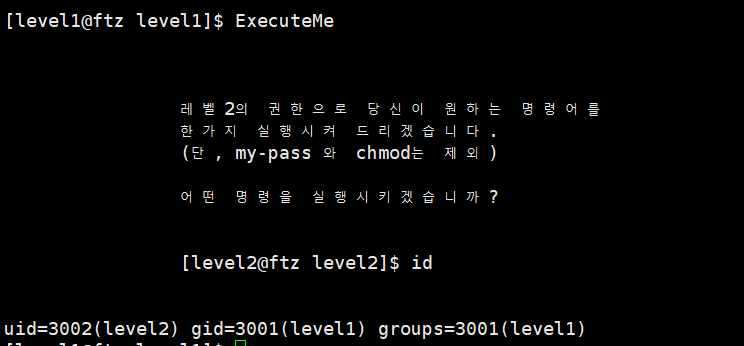 [level1@ftz level1]$ ExecuteMe
레벨2의 권한으로 당신이 원하는 명령어를
한가지 실행시켜 드리겠습니다.
(단, my-pass 와 chmod는 제외)
어떤 명령을 실행시키겠습니까?
[level2@ftz level2]$ id
uid=3002(level2) gid=3001(level1) groups=3001(level1)
[level1@ftz level1]$